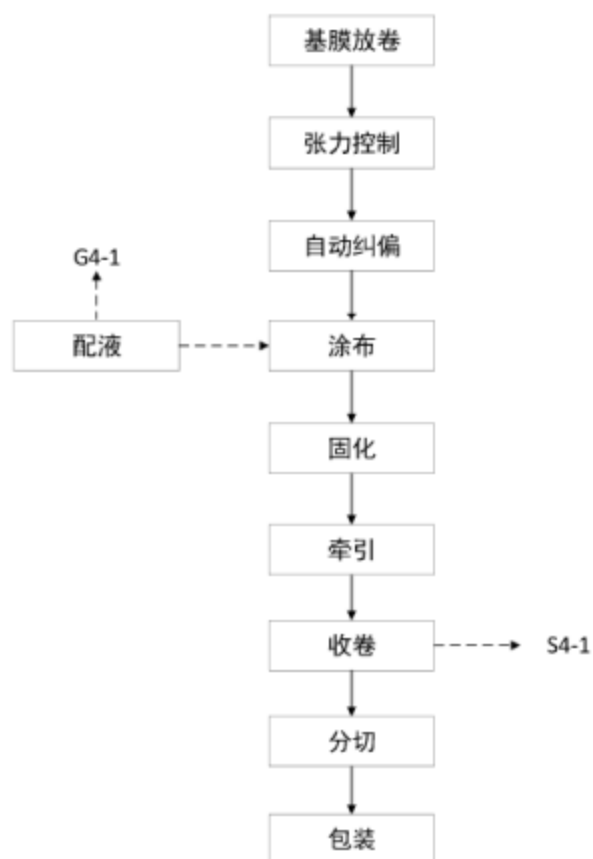 基膜放卷
张力控制
自动纠偏
G4-1
配液
涂布
固化
牵引
收卷
S4-1
分切
包装